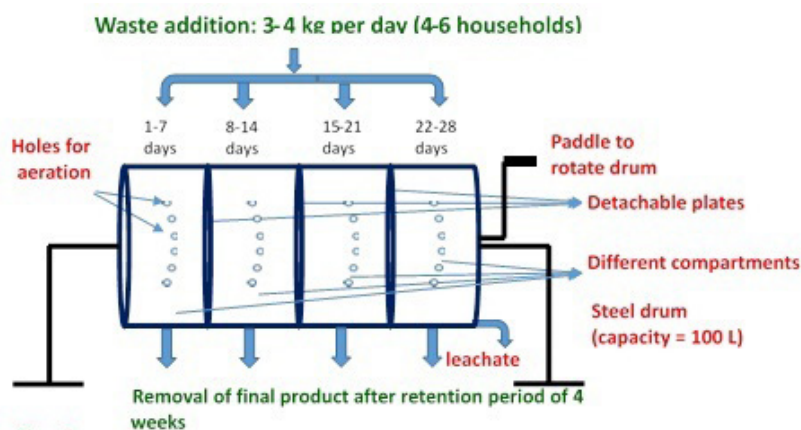 Waste addition: 3-4 kg per day (4-6 households)
1-7
days
8-14
days
15-21
days
22-28
days
Holes for
aeration
Paddle to
rotate drum
Detachable plates
Different compartments
Steel drum
(capacity = 100 L)
leachate
Removal of final product after retention period of 4
weeks